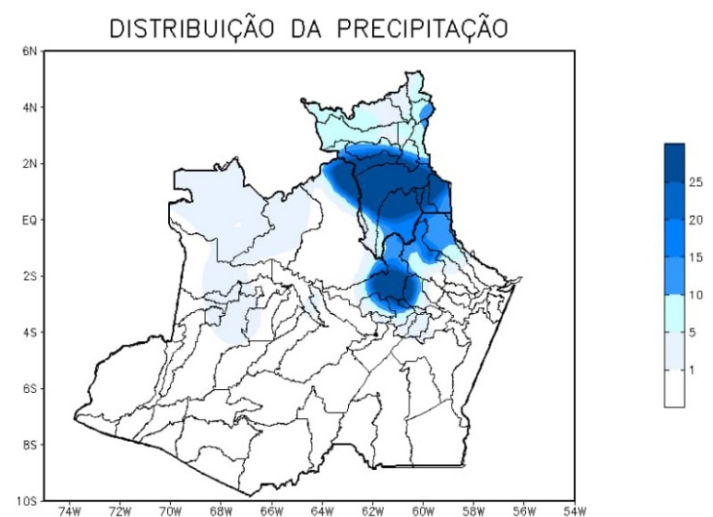 DISTRIBUIÇÃO DA PRECIPITAÇÃO
6N
4N
2N
EQ
2S
4S
6S
8S
10S
74W 72W 70W 68W 66W 64W 62W 60W 58W 56W 54W
25
20
15
10
5
1